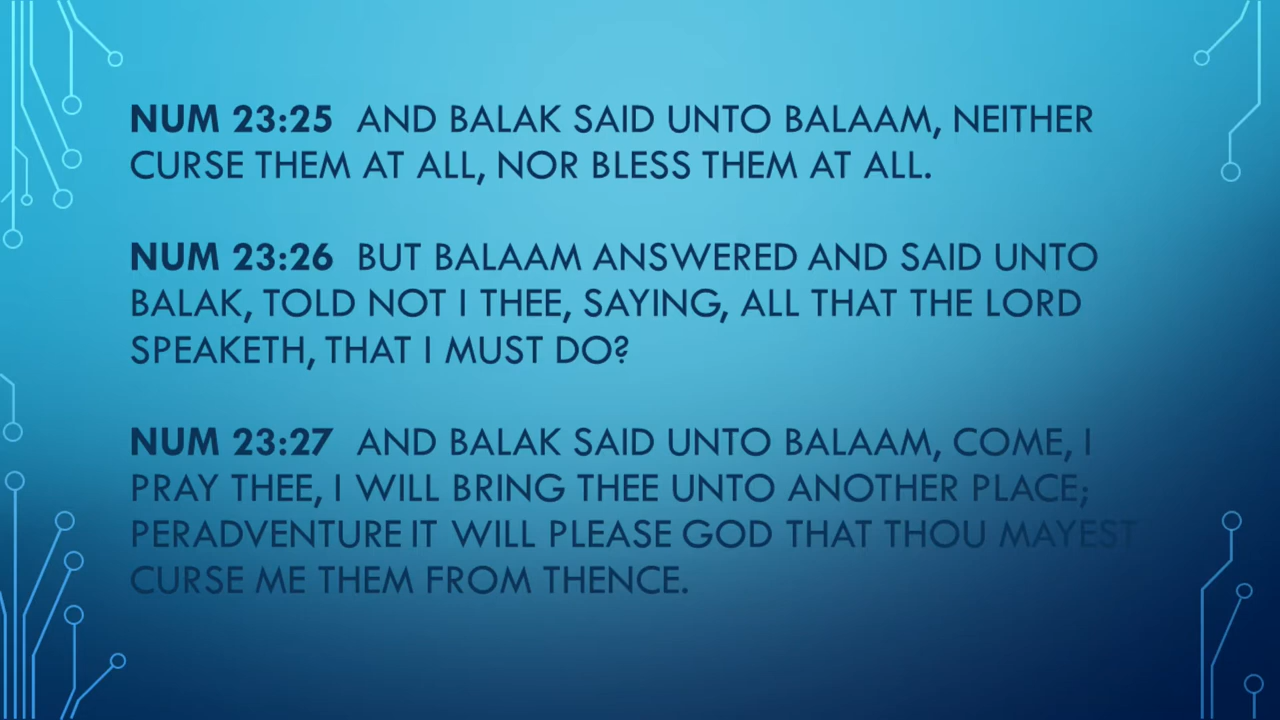 NUM 23:25 AND BALAK SAID UNTO BALAAM, NEITHER
CURSE THEM AT ALL, NOR BLESS THEM AT ALL.
NUM 23:26 BUT BALAAM ANSWERED AND SAID UNTO
BALAK, TOLD NOT I THEE, SAYING, ALL THAT THE LORD
SPEAKETH, THAT I MUST DO?
NUM 23:27 AND BALAK SAID UNTO BALAAM, COME, I
PRAY THEE, I WILL BRING THEE UNTO ANOTHER PLACE;
PERADVENTURE IT WILL PLEASE GOD THAT THOU MAYEST
CURSE ME THEM FROM THENCE.